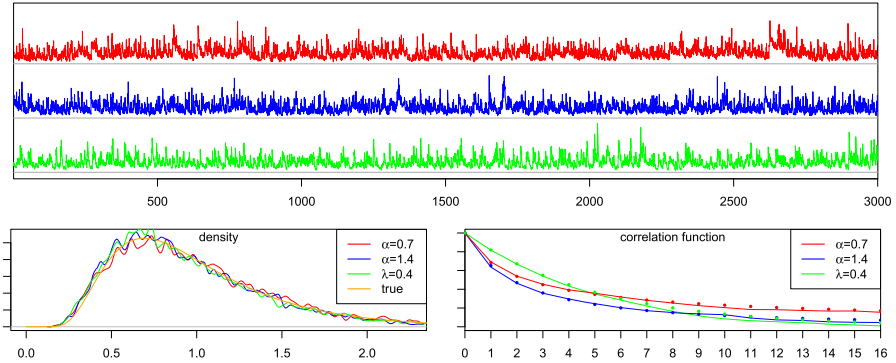 500 1000 1500 2000 2500 3000
density
α=0.7
α=1.4
λ=0.4
true
0.0 0.5 1.0 1.5 2.0
correlation function
α=0.7
α=1.4
λ=0.4
0 1 2 3 4 5 6 7 8 9 10 11 12 13 14 15 16